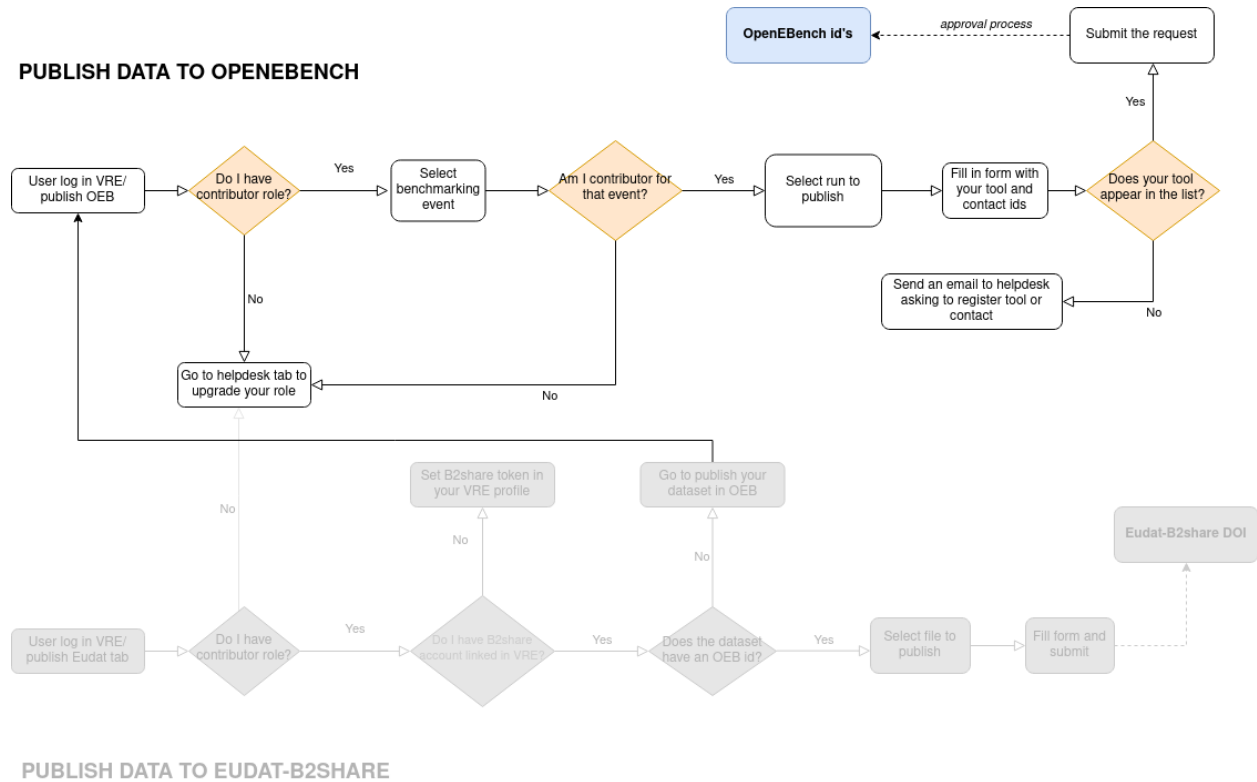 OpenEBench id's
approval process
Submit the request
PUBLISH DATA TO OPENEBENCH
Yes
User log in VRE/
publish OEB
Do I have
contributor role?
Yes
Select
benchmarking
event
Am I contributor for
that event?
Yes
Select run to
publish
Fill in form with
your tool and
contact ids
Does your tool
appear in the list?
No
Send an email to helpdesk
asking to register tool or
contact
No
Go to helpdesk tab to
upgrade your role
No
Set B2share token in
your VRE profile
Go to publish your
dataset in OEB
No
No
No
Eudat-B2share DOI
User log in VRE/
publish Eudat tab
Do I have
contributor role?
Yes
Do I have B2share
account linked in VRE?
Yes
Does the dataset
have an OEB id?
Yes
Select file to
publish
Fill form and
submit
PUBLISH DATA TO EUDAT-B2SHARE